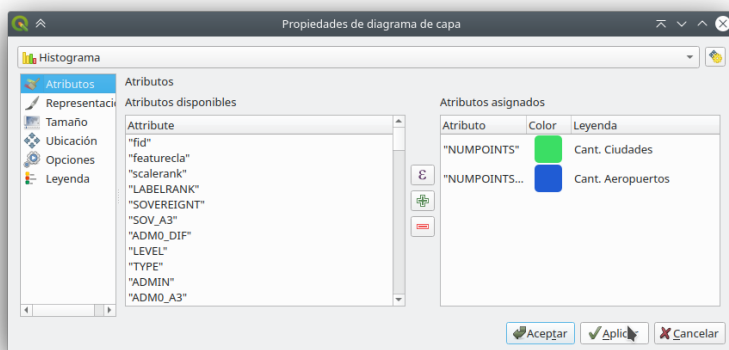 Propiedades de diagrama de capa
Histograma
Atributos
Representaci
Tamaño
Ubicación
Opciones
Leyenda
Atributos
Atributos disponibles
Attribute
"fid"
"featurecla"
"scalerank"
"LABELRANK"
"SOVEREIGNT"
"SOV_A3"
"ADM0_DIF"
"LEVEL"
"TYPE"
"ADMIN"
"ADM0_A3"
ε
Atributos asignados
Atributo Color Leyenda
"NUMPOINTS" Cant. Ciudades
"NUMPOINTS... Cant. Aeropuertos
Aceptar Aplicar Cancelar